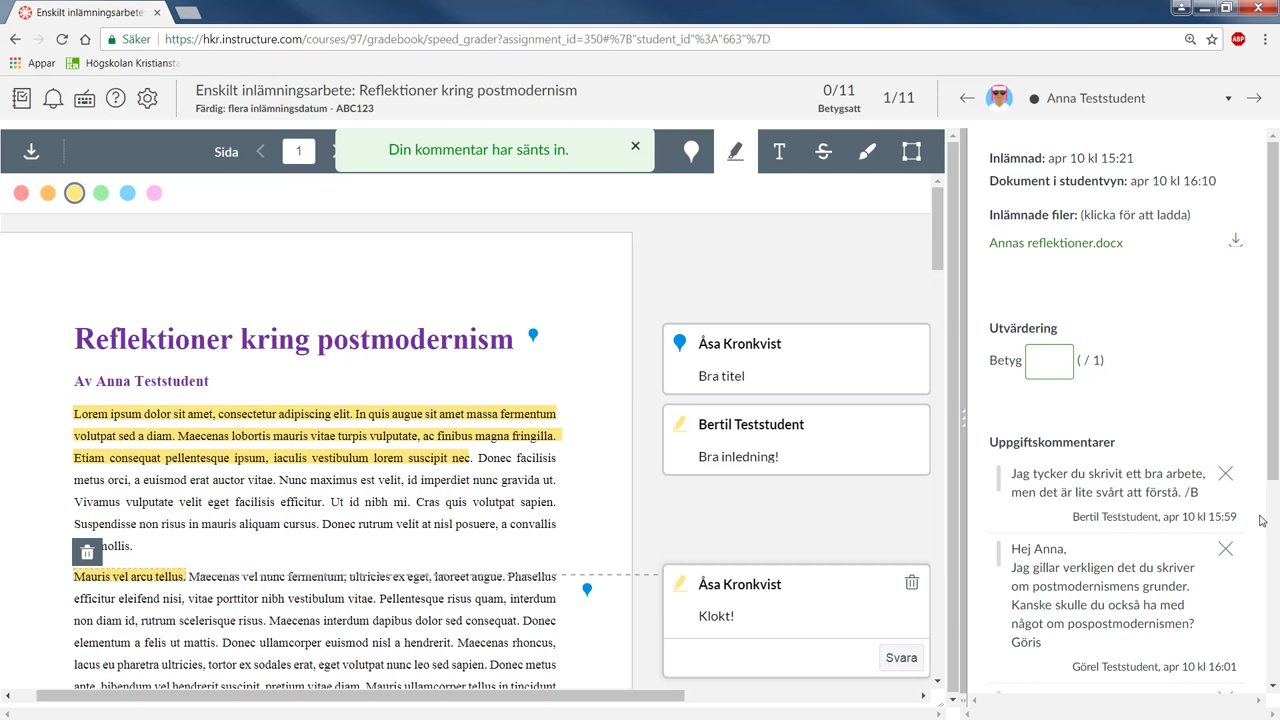 Enskilt inlämningsarbete:
Säker
https://hkr.instructure.com/courses/97/gradebook/speed_grader?assignment_id=350#%7B"student_id"%3A"663"%7D
ABP
Appar
Högskolan Kristianst
Enskilt inlämningsarbete: Reflektioner kring postmodernism
Färdig: flera inlämningsdatum - ABC123
0/11
Betygsatt
1/11
Anna Teststudent
Sida
1
Din kommentar har sänts in.
T
S
Reflektioner kring postmodernism
Av Anna Teststudent
Lorem ipsum dolor sit amet, consectetur adipiscing elit. In quis augue sit amet massa fermentum
volutpat sed a diam. Maecenas lobortis mauris vitae turpis vulputate, ac finibus magna fringilla.
Etiam consequat pellentesque ipsum, iaculis vestibulum lorem suscipit nec. Donec facilisis
metus orci, a euismod erat auctor vitae. Nunc maximus est velit, id imperdiet nunc gravida ut.
Vivamus vulputate velit eget facilisis efficitur. Ut id nibh mi. Cras quis volutpat sapien.
Suspendisse non risus in mauris aliquam cursus. Donec rutrum velit at nisl posuere, a convallis
mollis.
Mauris vel arcu tellus. Maecenas vel nunc fermentum, ultricies ex eget, laoreet augue. Phasellus
efficitur eleifend nisi, vitae porttitor nibh vestibulum vitae. Pellentesque risus quam, interdum
non diam id, rutrum scelerisque risus. Maecenas interdum dapibus dolor sed consequat. Donec
elementum a felis ut mattis. Donec ullamcorper euismod nisl a hendrerit. Maecenas rhoncus,
lacus eu pharetra ultricies, tortor ex sodales erat, eget volutpat nunc leo sed sapien. Donec metus
ante, bibendum vel hendrerit suscipit, pretium vitae diam. Mauris ullamcorper tellus in tincidunt
Åsa Kronkvist
Bra titel
Bertil Teststudent
Bra inledning!
Åsa Kronkvist
Klokt!
Svara
Inlämnad: apr 10 kl 15:21
Dokument i studentvyn: apr 10 kl 16:10
Inlämnade filer: (klicka för att ladda)
Annas reflektioner.docx
Utvärdering
Betyg ( / 1)
Uppgiftskommentarer
Jag tycker du skrivit ett bra arbete,
men det är lite svårt att förstå. /B
Bertil Teststudent, apr 10 kl 15:59
Hej Anna,
Jag gillar verkligen det du skriver
om postmodernismens grunder.
Kanske skulle du också ha med
något om pospostmodernismen?
Göris
Görel Teststudent, apr 10 kl 16:01